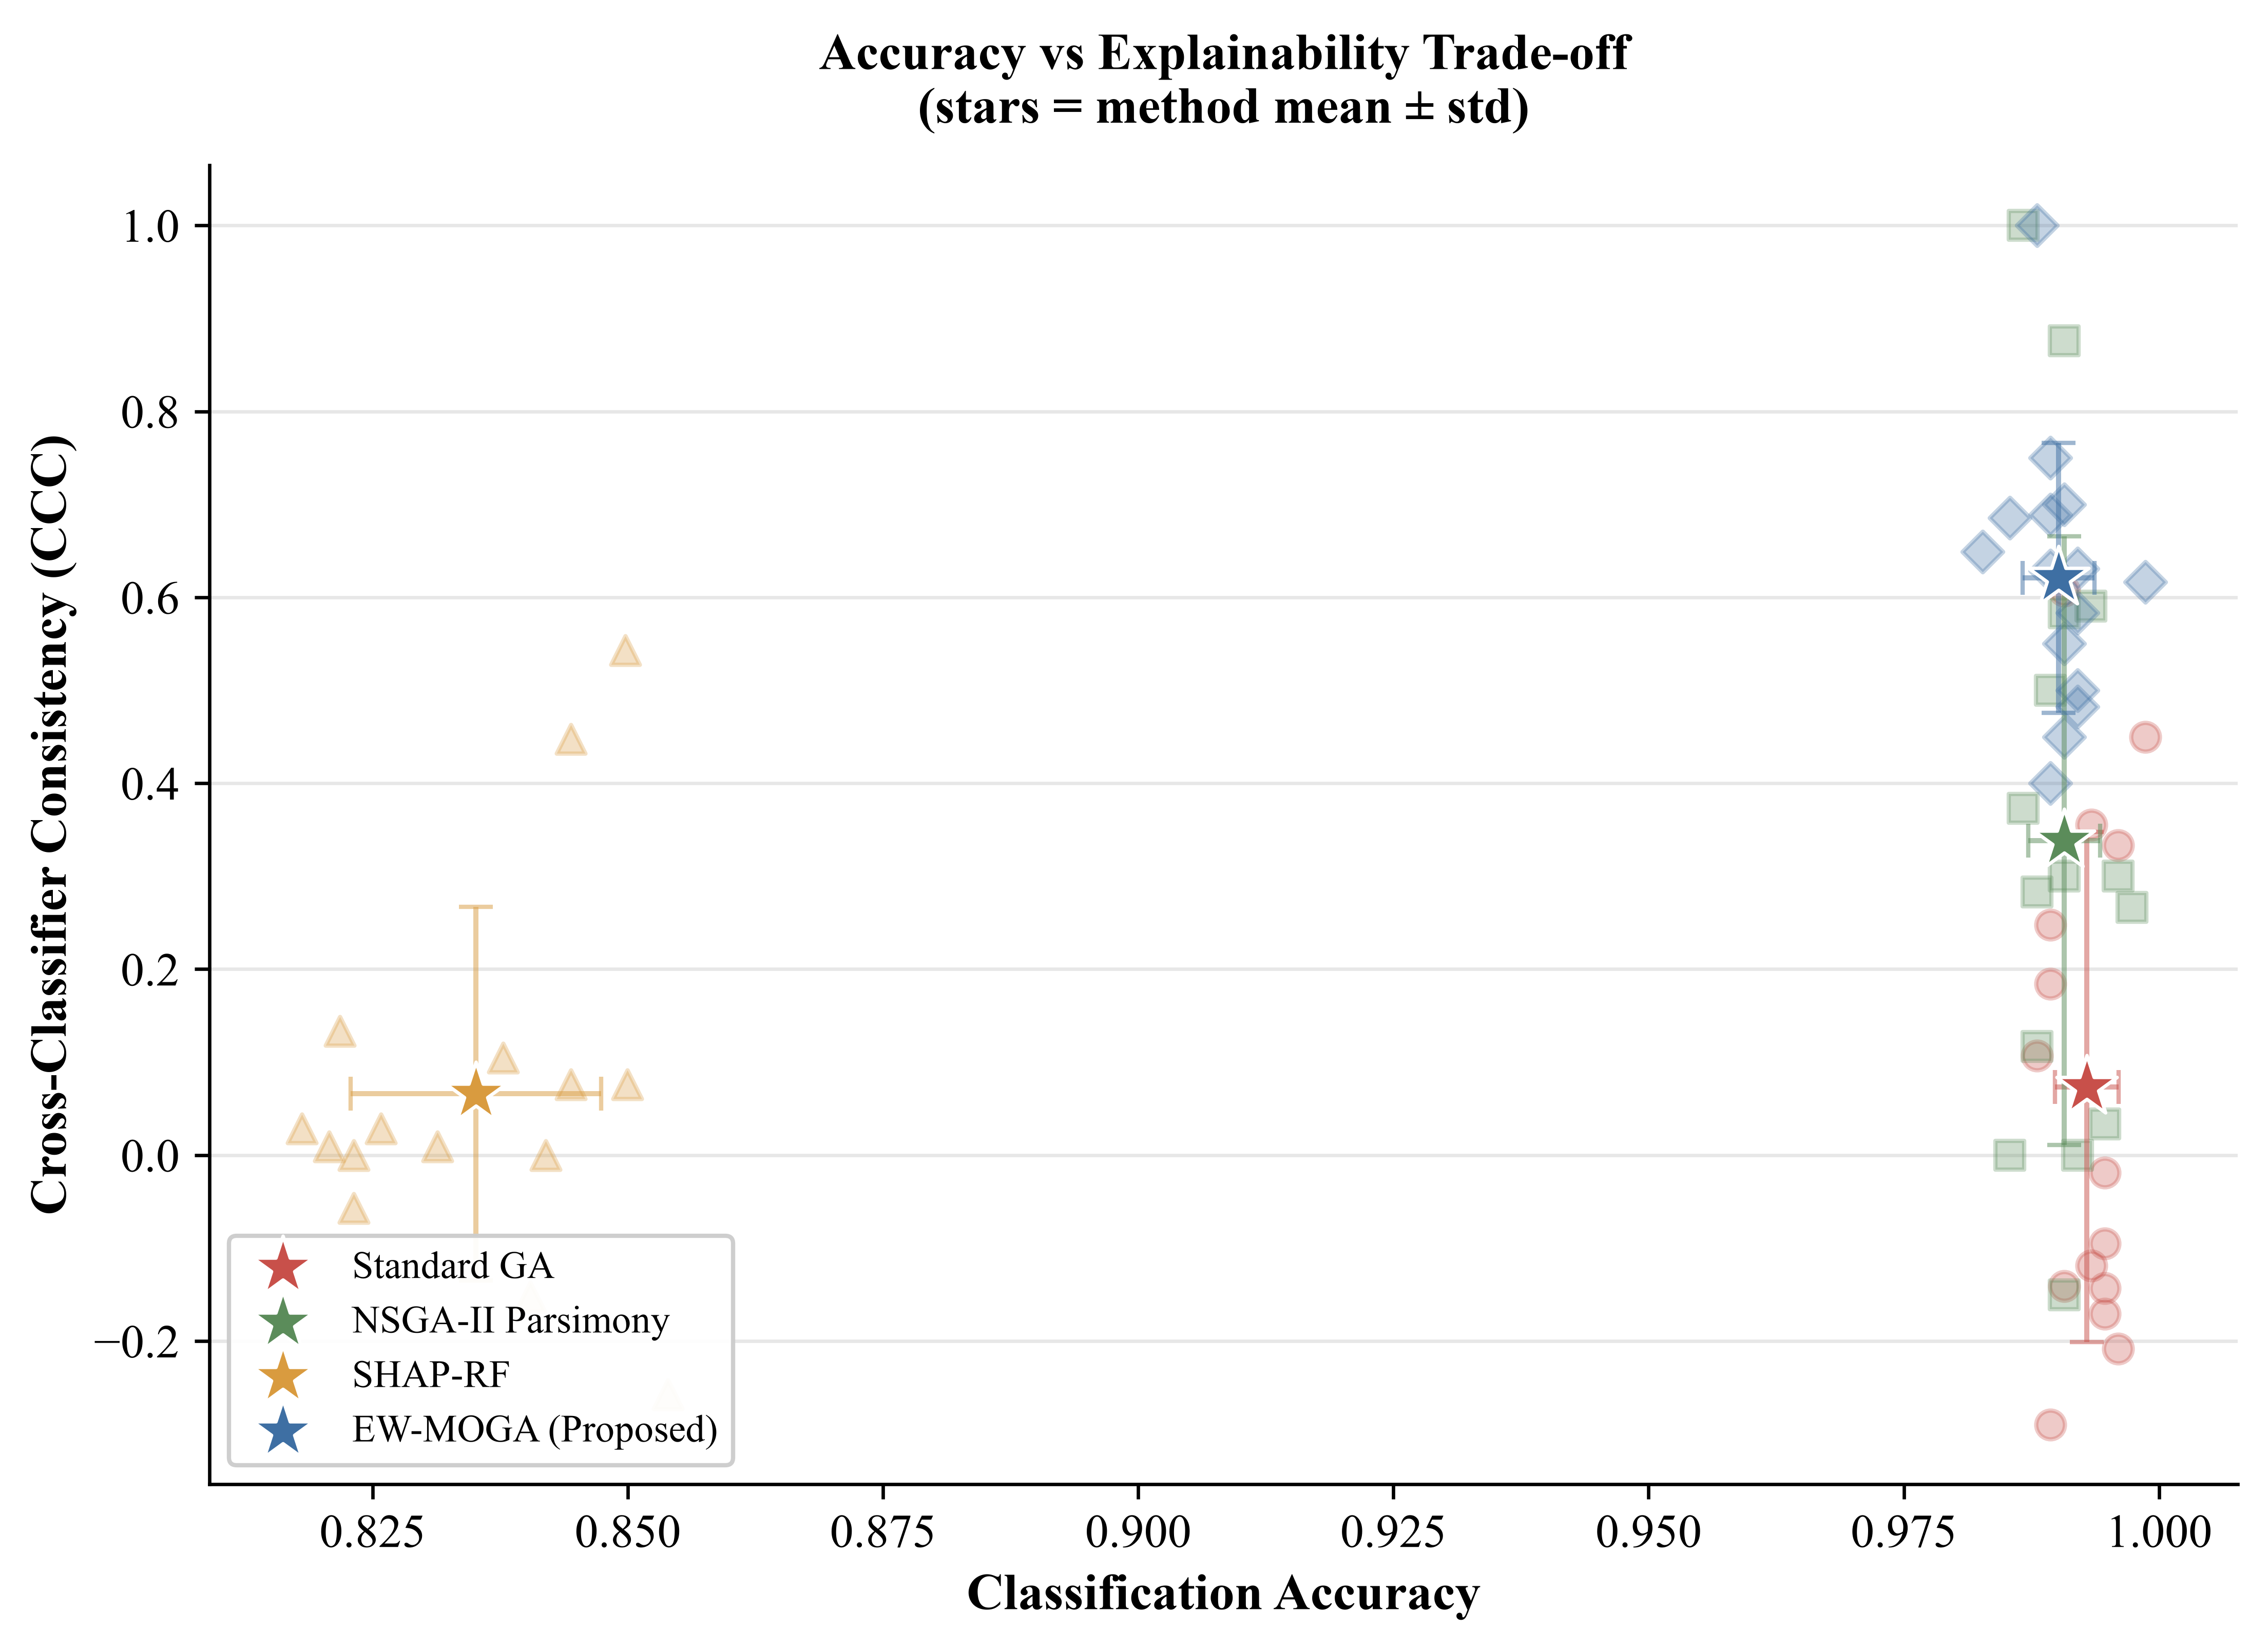 Accuracy vs Explainability Trade-off
(stars = method mean ± std)
Cross-Classifier Consistency (CCC)
1.0
0.8
0.6
0.4
0.2
0.0
−0.2
Standard GA
NSGA-II Parsimony
SHAP-RF
EW-MOGA (Proposed)
0.825 0.850 0.875 0.900 0.925 0.950 0.975 1.000
Classification Accuracy